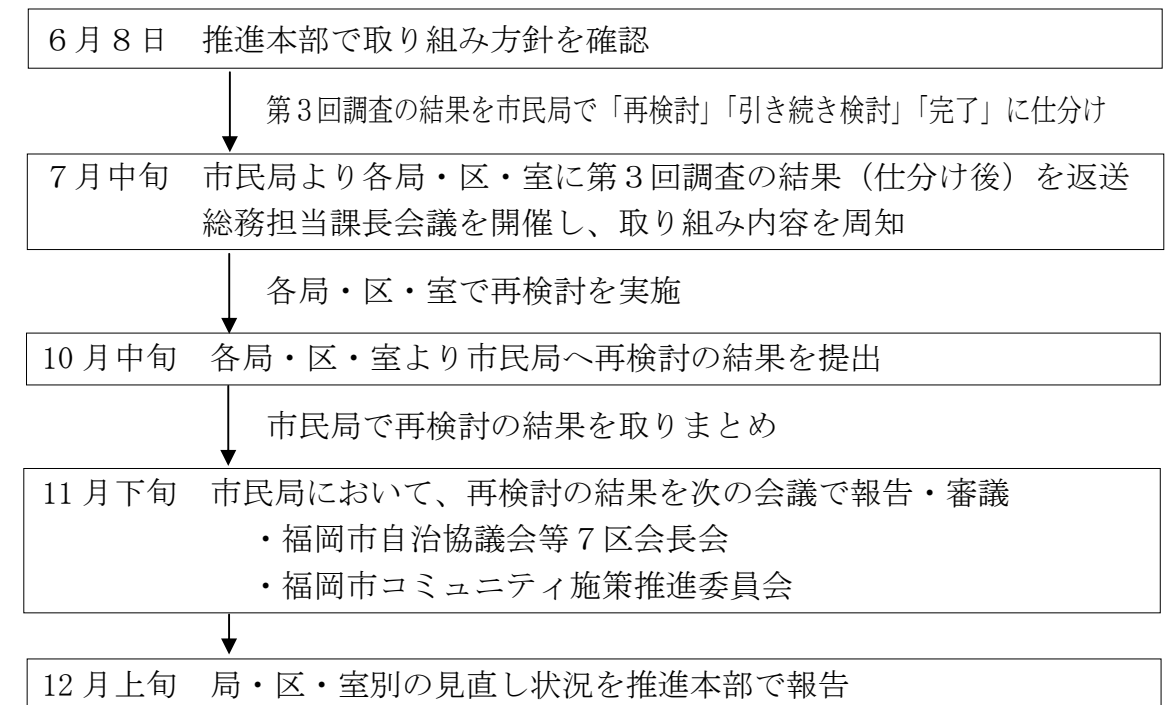 ６月８日　推進本部で取り組み方針を確認
第３回調査の結果を市民局で「再検討」「引き続き検討」「完了」に仕分け
７月中旬　市民局より各局・区・室に第３回調査の結果（仕分け後）を返送
総務担当課長会議を開催し、取り組み内容を周知
各局・区・室で再検討を実施
10月中旬　各局・区・室より市民局へ再検討の結果を提出
市民局で再検討の結果を取りまとめ
11月下旬　市民局において、再検討の結果を次の会議で報告・審議
・福岡市自治協議会等７区会長会
・福岡市コミュニティ施策推進委員会
12月上旬　局・区・室別の見直し状況を推進本部で報告